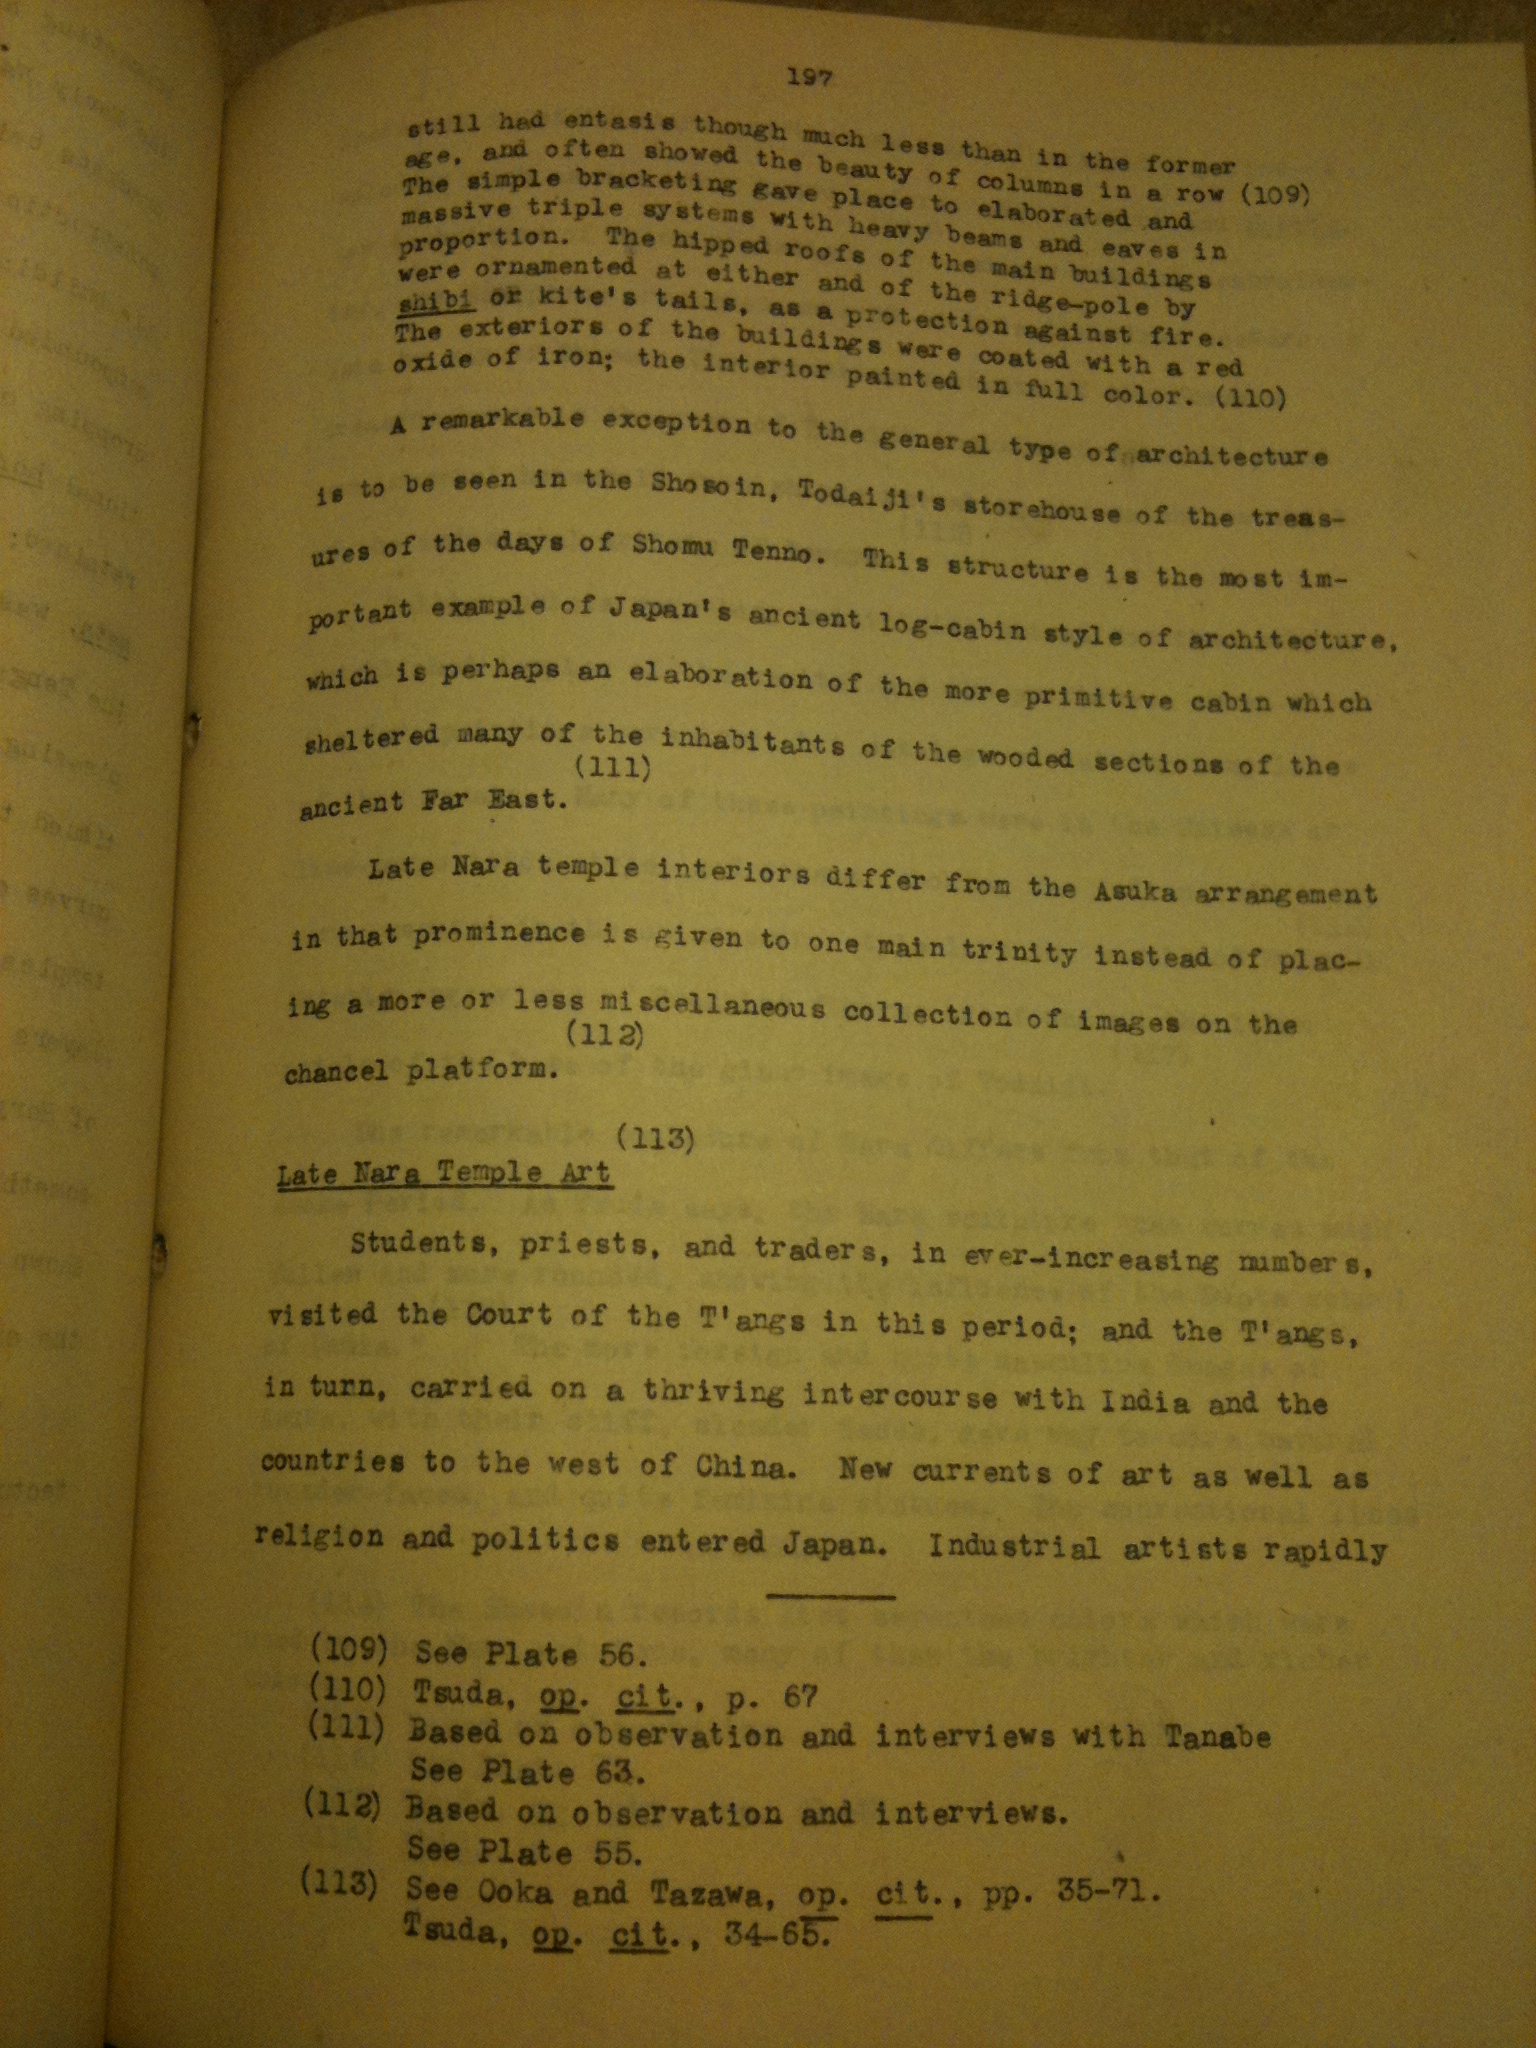 197
still had entasis though much less than in the former
age, and often showed the beauty of columns in a row (109)
The simple bracketing gave place to elaborated and
massive triple systems with heavy beams and eaves in
proportion. The hipped roofs of the main buildings
were ornamented at either and of the ridge-pole by
shibi or kite's tails, as a protection against fire.
The exteriors of the buildings were coated with a red
oxide of iron; the interior painted in full color. (110)
A remarkable exception to the general type of architecture
is to be seen in the Shosoin, Todaiji's storehouse of the treas-
ures of the days of Shomu Tenno. This structure is the most im-
portant example of Japan's ancient log-cabin style of architecture,
which is perhaps an elaboration of the more primitive cabin which
sheltered many of the inhabitants of the wooded sections of the
(111)
ancient Far East.
Late Nara temple interiors differ from the Asuka arrangement
in that prominence is given to one main trinity instead of plac-
ing a more or less miscellaneous collection of images on the
(112)
chancel platform.
(113)
Late Nara Temple Art
Students, priests, and traders, in ever-increasing numbers,
visited the Court of the T'angs in this period; and the T'angs,
in turn, carried on a thriving intercourse with India and the
countries to the west of China. New currents of art as well as
religion and politics entered Japan. Industrial artists rapidly
(109) See Plate 56.
(110) Tsuda, op. cit., p. 67
(111) Based on observation and interviews with Tanabe
See Plate 63.
(112) Based on observation and interviews.
See Plate 55.
(113) See Ooka and Tazawa, op. cit., pp. 35-71.
Tsuda, op. cit., 34-65.